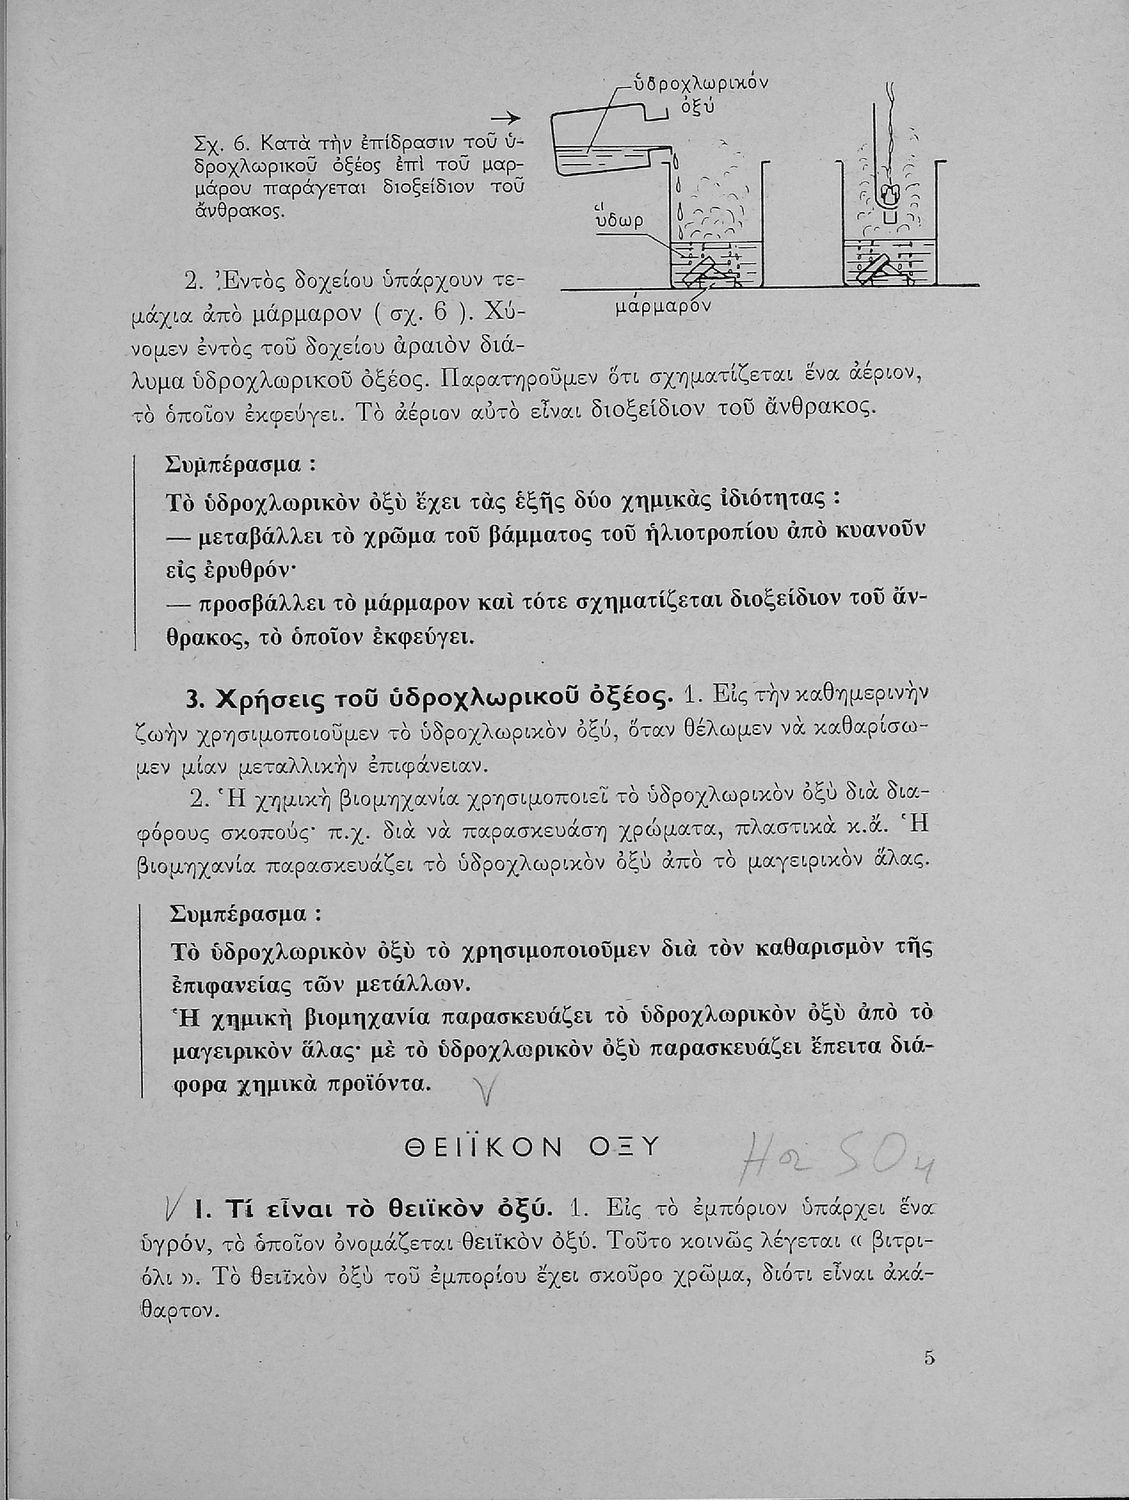 ὑδροχλωρικόν
ὀξύ
Σχ. 6. Κατὰ τὴν ἐπίδρασιν τοῦ ὑ-
δροχλωρικοῦ ὀξέος ἐπὶ τοῦ μαρ-
μάρου παράγεται διοξείδιον τοῦ
ἄνθρακος.
ὕδωρ
μάρμαρον
2. Ἐντὸς δοχείου ὑπάρχουν τε-
μάχια ἀπὸ μάρμαρον ( σχ. 6 ). Χύ-
νομεν ἐντὸς τοῦ δοχείου ἀραιὸν διά-
λυμα ὑδροχλωρικοῦ ὀξέος. Παρατηροῦμεν ὅτι σχηματίζεται ἕνα ἀέριον,
τὸ ὁποῖον ἐκφεύγει. Τὸ ἀέριον αὐτὸ εἶναι διοξείδιον τοῦ ἄνθρακος.
Συμπέρασμα :
Τὸ ὑδροχλωρικὸν ὀξὺ ἔχει τὰς ἑξῆς δύο χημικὰς ἰδιότητας :
— μεταβάλλει τὸ χρῶμα τοῦ βάμματος τοῦ ἡλιοτροπίου ἀπὸ κυανοῦν
εἰς ἐρυθρόν·
— προσβάλλει τὸ μάρμαρον καὶ τότε σχηματίζεται διοξείδιον τοῦ ἄν-
θρακος, τὸ ὁποῖον ἐκφεύγει.
3. Χρήσεις τοῦ ὑδροχλωρικοῦ ὀξέος. 1. Εἰς τὴν καθημερινὴν
ζωὴν χρησιμοποιοῦμεν τὸ ὑδροχλωρικὸν ὀξύ, ὅταν θέλωμεν νὰ καθαρίσω-
μεν μίαν μεταλλικὴν ἐπιφάνειαν.
2. Ἡ χημικὴ βιομηχανία χρησιμοποιεῖ τὸ ὑδροχλωρικὸν ὀξὺ διὰ δια-
φόρους σκοπούς· π.χ. διὰ νὰ παρασκευάση χρώματα, πλαστικὰ κ.ἄ. Ἡ
βιομηχανία παρασκευάζει τὸ ὑδροχλωρικὸν ὀξὺ ἀπὸ τὸ μαγειρικὸν ἅλας.
Συμπέρασμα :
Τὸ ὑδροχλωρικὸν ὀξὺ τὸ χρησιμοποιοῦμεν διὰ τὸν καθαρισμὸν τῆς
ἐπιφανείας τῶν μετάλλων.
Ἡ χημικὴ βιομηχανία παρασκευάζει τὸ ὑδροχλωρικὸν ὀξὺ ἀπὸ τὸ
μαγειρικὸν ἅλας· μὲ τὸ ὑδροχλωρικὸν ὀξὺ παρασκευάζει ἔπειτα διά-
φορα χημικὰ προϊόντα.
ΘΕΙΪΚΟΝ ΟΞΥ H2 SO4
1. Τί εἶναι τὸ θειϊκὸν ὀξύ. 1. Εἰς τὸ ἐμπόριον ὑπάρχει ἕνα
ὑγρόν, τὸ ὁποῖον ὀνομάζεται θειϊκὸν ὀξύ. Τοῦτο κοινῶς λέγεται « βιτρι-
όλι ». Τὸ θειϊκὸν ὀξὺ τοῦ ἐμπορίου ἔχει σκοῦρο χρῶμα, διότι εἶναι ἀκά-
θαρτον.
5